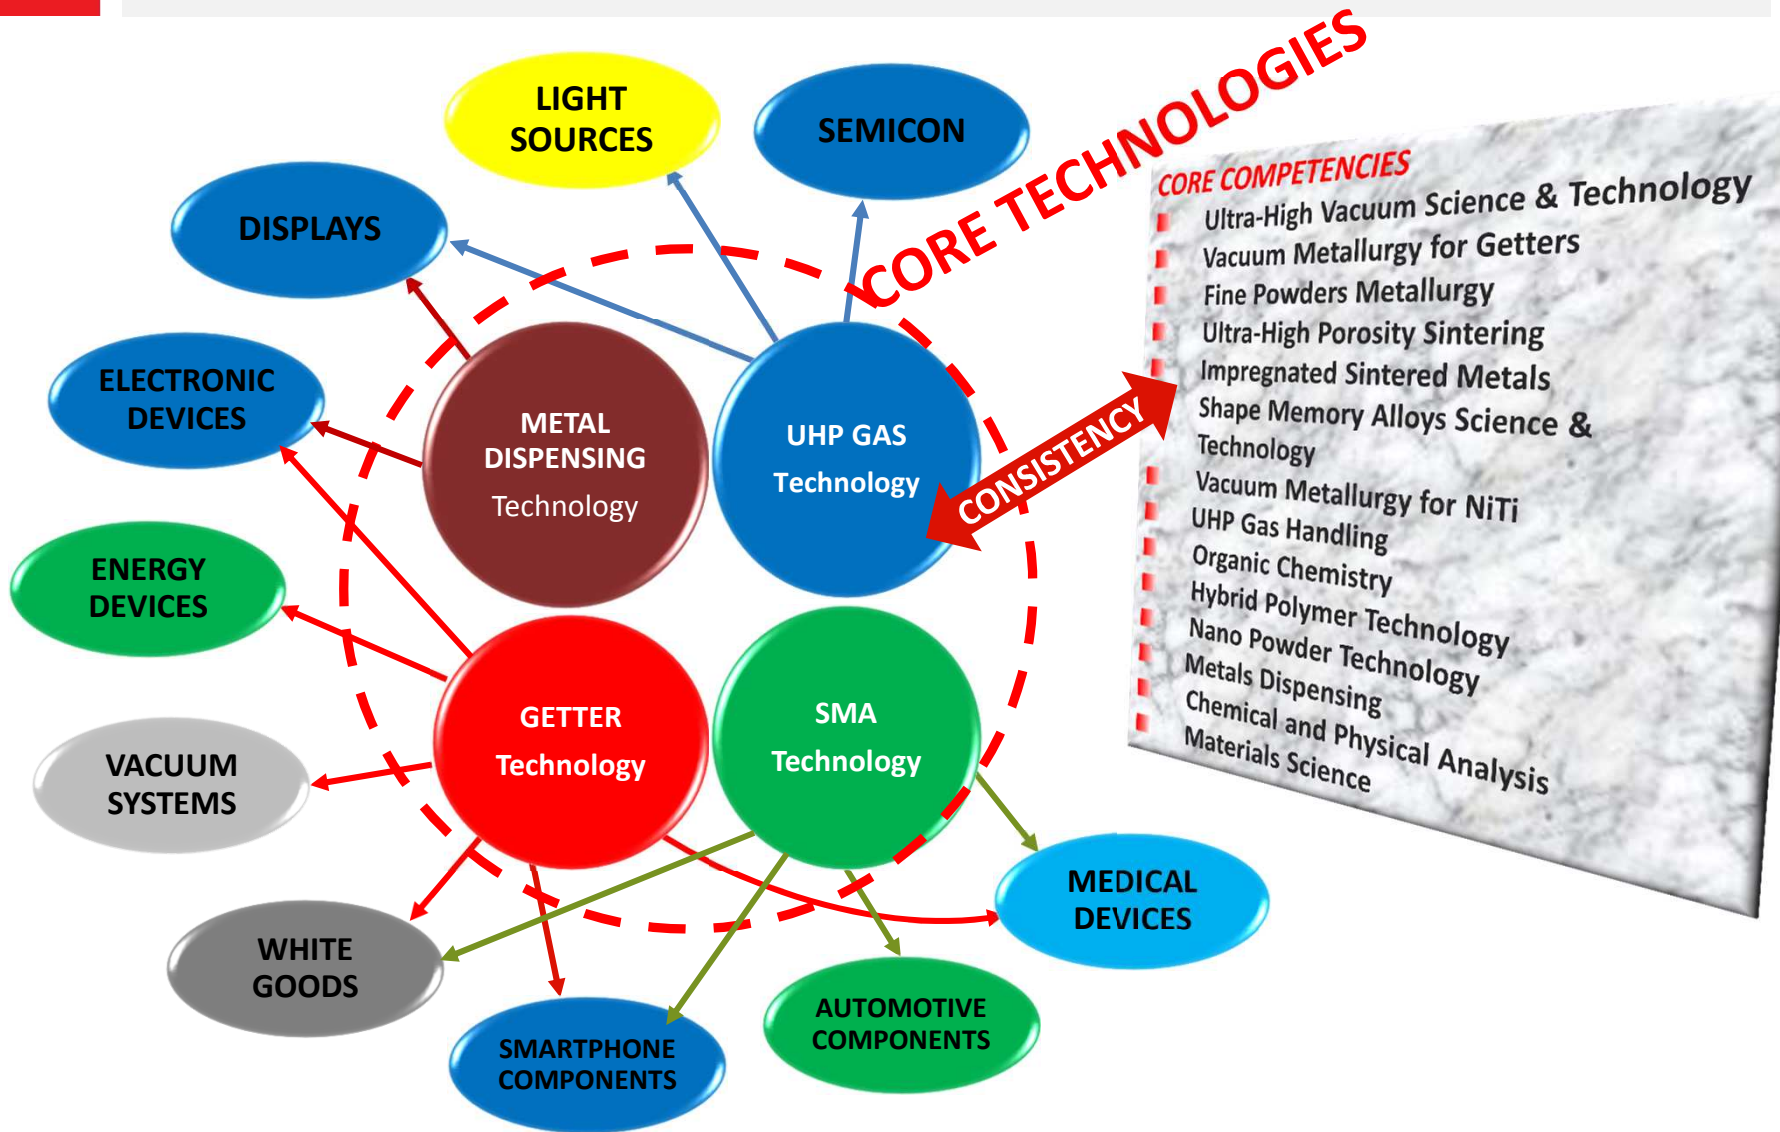 CORE TECHNOLOGIES
LIGHT
SOURCES
SEMICON
DISPLAYS
ELECTRONIC
DEVICES
METAL
DISPENSING
Technology
UHP GAS
Technology
CONSISTENCY
ENERGY
DEVICES
GETTER
Technology
SMA
Technology
VACUUM
SYSTEMS
WHITE
GOODS
SMARTPHONE
COMPONENTS
AUTOMOTIVE
COMPONENTS
MEDICAL
DEVICES
CORE COMPETENCIES
Ultra-High Vacuum Science & Technology
Vacuum Metallurgy for Getters
Fine Powders Metallurgy
Ultra-High Porosity Sintering
Impregnated Sintered Metals
Shape Memory Alloys Science &
Technology
Vacuum Metallurgy for NiTi
UHP Gas Handling
Organic Chemistry
Hybrid Polymer Technology
Nano Powder Technology
Metals Dispensing
Chemical and Physical Analysis
Materials Science